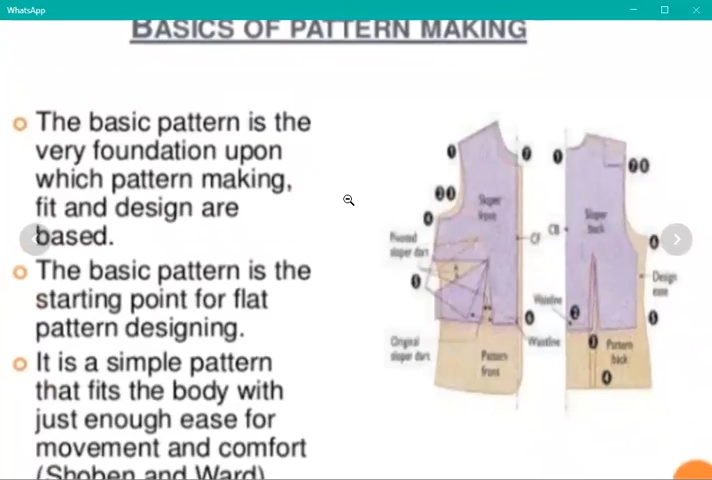 WhatsApp
BASICS OF PATTERN MAKING
The basic pattern is the
very foundation upon
which pattern making,
fit and design are
based.
The basic pattern is the
starting point for flat
pattern designing.
It is a simple pattern
that fits the body with
just enough ease for
movement and comfort
(Shoben and Ward)
Sloper
front
Pivoted
sloper dart
CF
Original
sloper dart
Pattern
front
Waistline
CB
Sloper
back
Design
ease
Waistline
Pattern
back